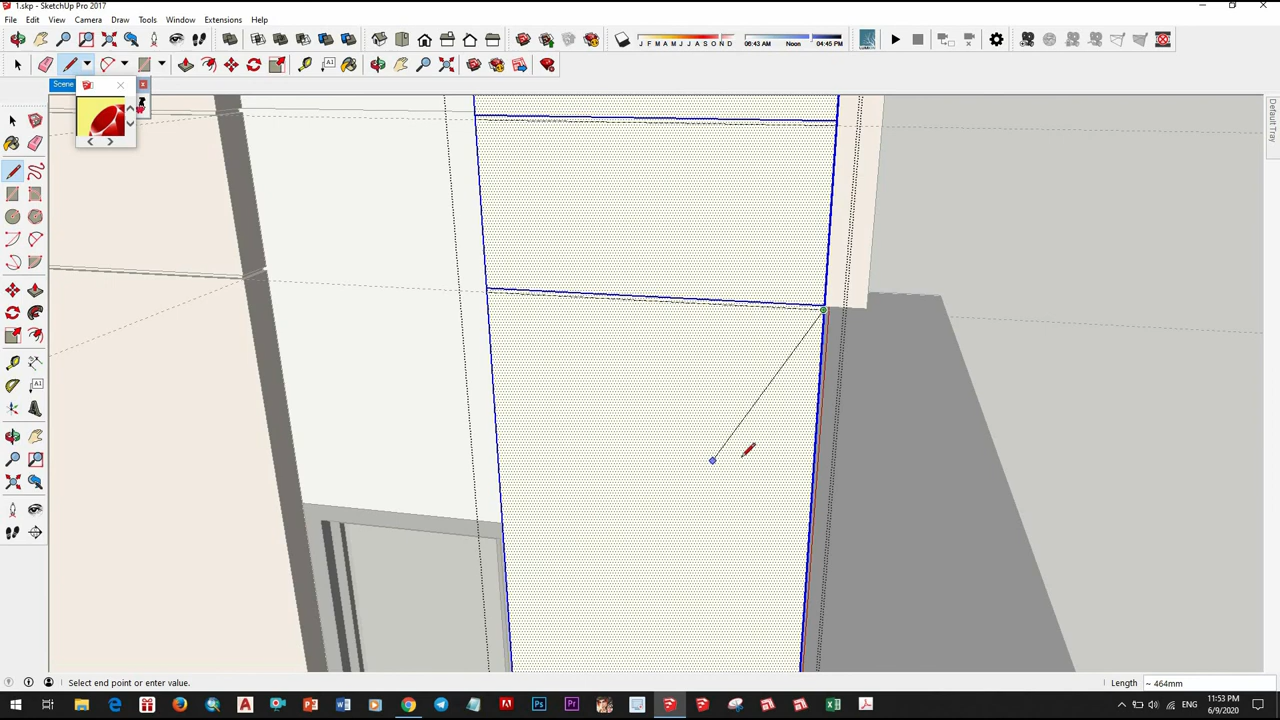 1.skp - SketchUp Pro 2017
File Edit View Camera Draw Tools Window Extensions Help
J F M A M J J A S O N D
06:43 AM Noon 04:45 PM
Scene
Default Tray
Select end point or enter value.
Length ~ 464mm
ENG
11:53 PM
6/9/2020